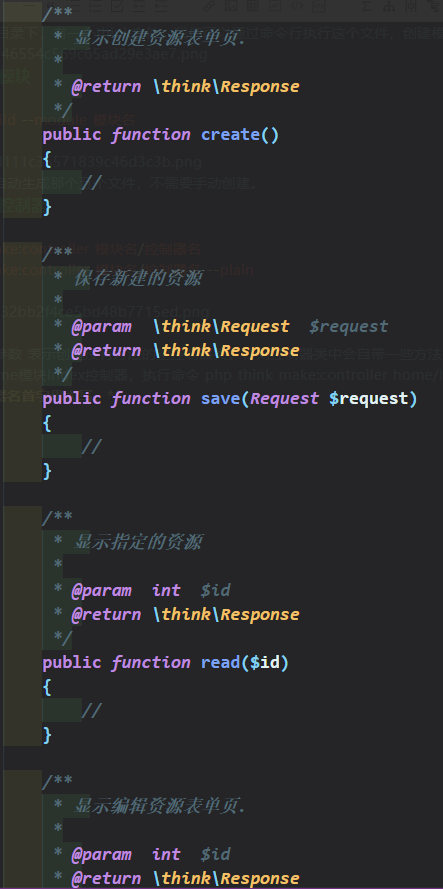 /**
 * 显示创建资源表单页.
 *
 * @return \think\Response
 */
public function create()
{
    //
}

/**
 * 保存新建的资源
 *
 * @param  \think\Request  $request
 * @return \think\Response
 */
public function save(Request $request)
{
    //
}

/**
 * 显示指定的资源
 *
 * @param  int  $id
 * @return \think\Response
 */
public function read($id)
{
    //
}

/**
 * 显示编辑资源表单页.
 *
 * @param  int  $id
 * @return \think\Response